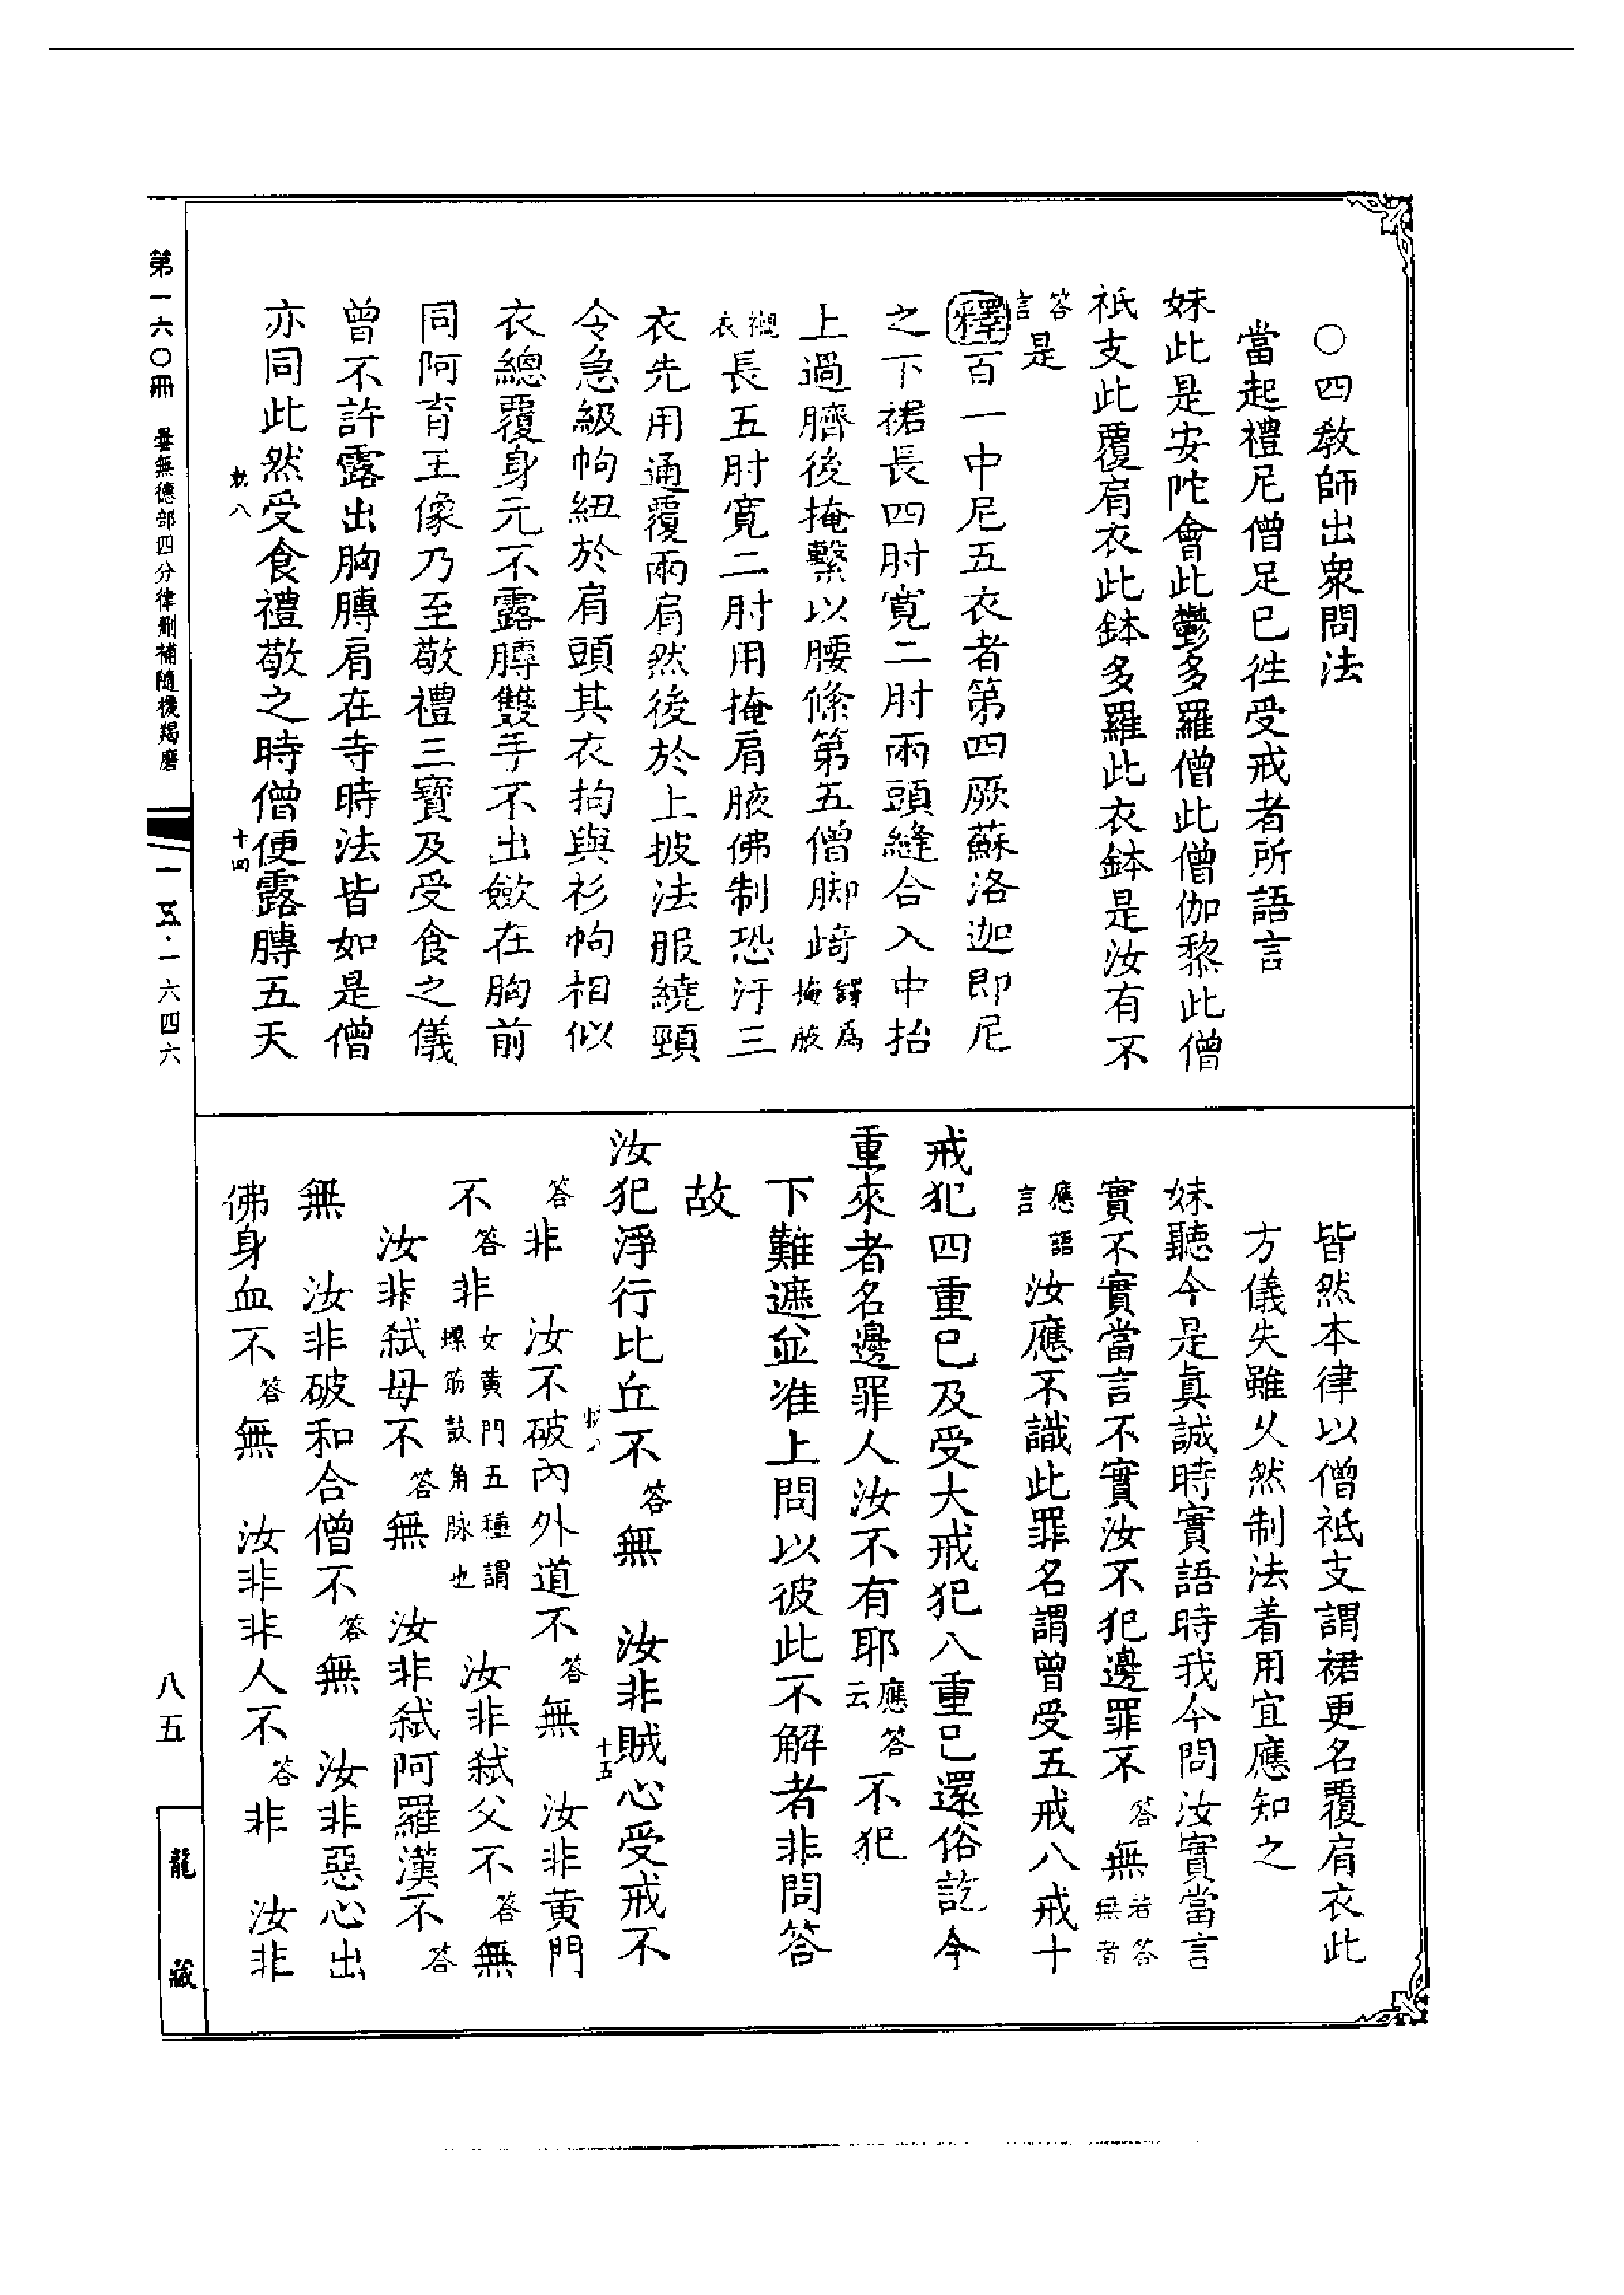 ○四教師出衆問法
當起禮尼僧足已往受戒者所語言
妹此是安陀會此鬱多羅僧此僧伽黎此僧
祇支此覆肩衣此鉢多羅此衣鉢是汝有不
答言是
釋百一中尼五衣者第四厥蘇洛迦即尼
之下裙長四肘寬二肘兩頭縫合入中抬
上過臍後掩繫以腰絛第五僧脚崎譯爲掩腋
襯衣長五肘寬二肘用掩肩腋佛制恐汙三
衣先用通覆兩肩然後於上披法服繞頸
令急級帉紐於肩頭其衣拘與衫帉相似
衣總覆身元不露膊雙手不出歛在胸前
同阿育王像乃至敬禮三寶及受食之儀
曾不許露出胸膊肩在寺時法皆如是僧
亦同此然受食禮敬之時僧便露膊五天
皆然本律以僧祇支謂裙更名覆肩衣此
方儀失雖久然制法着用宜應知之
妹聽今是真誠時實語時我今問汝實當言
實不實當言不實汝不犯邊罪不答無若答無者
應語言汝應不識此罪名謂曾受五戒八戒十
戒犯四重已及受大戒犯八重已還俗訖今
重來者名邊罪人汝不有耶應答云不犯
下難遮並准上問以彼此不解者非問答
故
汝犯淨行比丘不答無　汝非賊心受戒不
答非　汝不破內外道不答無　汝非黄門
不答非女黄門五種謂螺筋鼓角脉也　汝非弑父不答無
汝非弑母不答無　汝非弑阿羅漢不答
無　汝非破和合僧不答無　汝非惡心出
佛身血不答無　汝非非人不答非　汝非
第一六〇冊　曇無德部四分律刪補隨機羯磨
一一五·一六四六
八五
龍藏
十四
十五